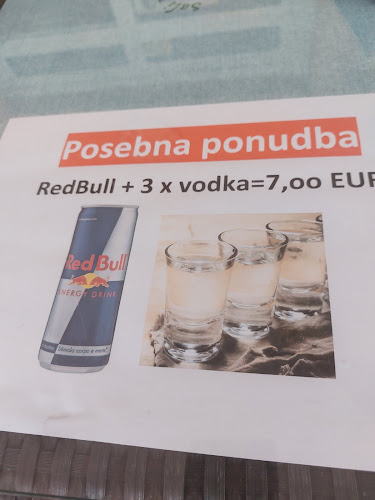 Posebna ponudba
RedBull + 3 x vodka=7,oo EUR
Red Bull
ENERGY DRINK